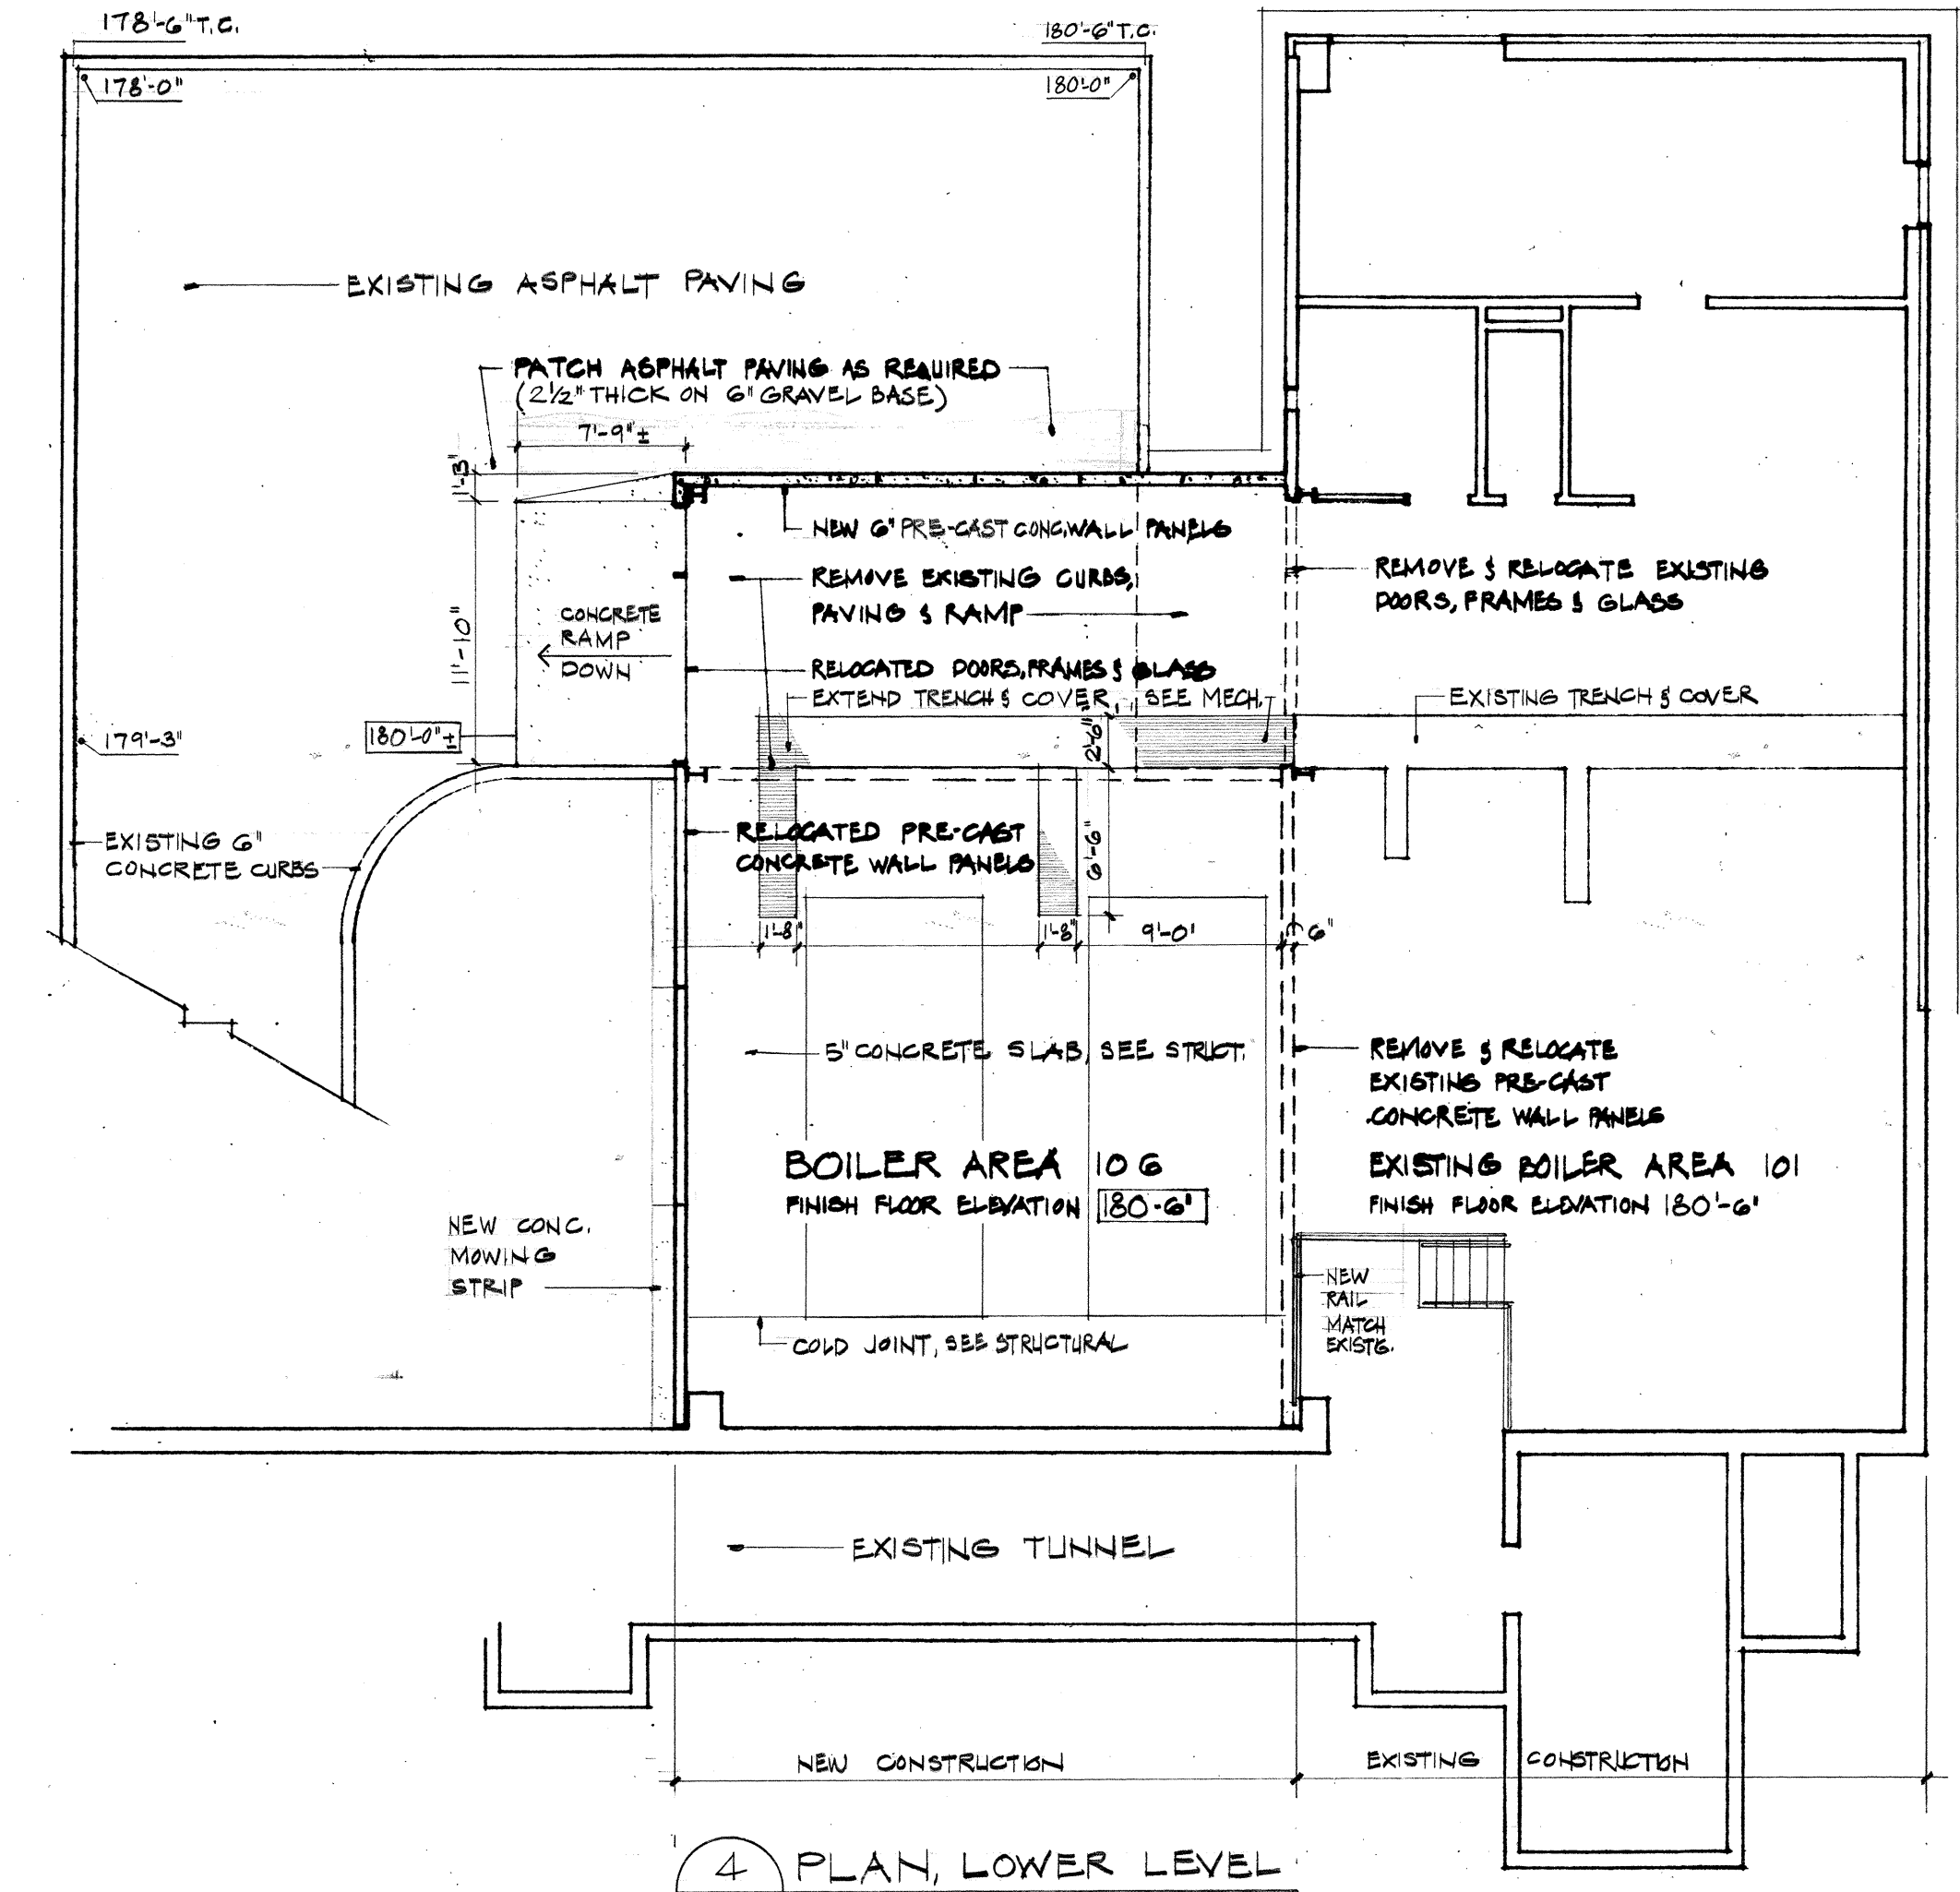 178'-6" T.C.
180'-6" T.C.
178'-0"
180'-0"
EXISTING ASPHALT PAVING
PATCH ASPHALT PAVING AS REQUIRED
(2 1/2" THICK ON 6" GRAVEL BASE)
7'-9" ±
1'-3"
NEW 6" PRE-CAST CONC. WALL PANELS
REMOVE EXISTING CURBS,
PAVING & RAMP
REMOVE & RELOCATE EXISTING
DOORS, FRAMES & GLASS
CONCRETE
RAMP
DOWN
11'-10"
RELOCATED DOORS, FRAMES & GLASS
EXTEND TRENCH & COVER, SEE MECH.
EXISTING TRENCH & COVER
180'-0" ±
179'-3"
2'-6"
EXISTING 6"
CONCRETE CURBS
RELOCATED PRE-CAST
CONCRETE WALL PANELS
6'-6"
1'-8"
1'-8"
9'-0"
6"
5" CONCRETE SLAB, SEE STRUCT.
REMOVE & RELOCATE
EXISTING PRE-CAST
CONCRETE WALL PANELS
BOILER AREA 106
FINISH FLOOR ELEVATION 180-6"
EXISTING BOILER AREA 101
FINISH FLOOR ELEVATION 180'-6"
NEW CONC.
MOWING
STRIP
NEW
RAIL
MATCH
EXIST'G.
COLD JOINT, SEE STRUCTURAL
EXISTING TUNNEL
NEW CONSTRUCTION
EXISTING CONSTRUCTION
4 PLAN, LOWER LEVEL